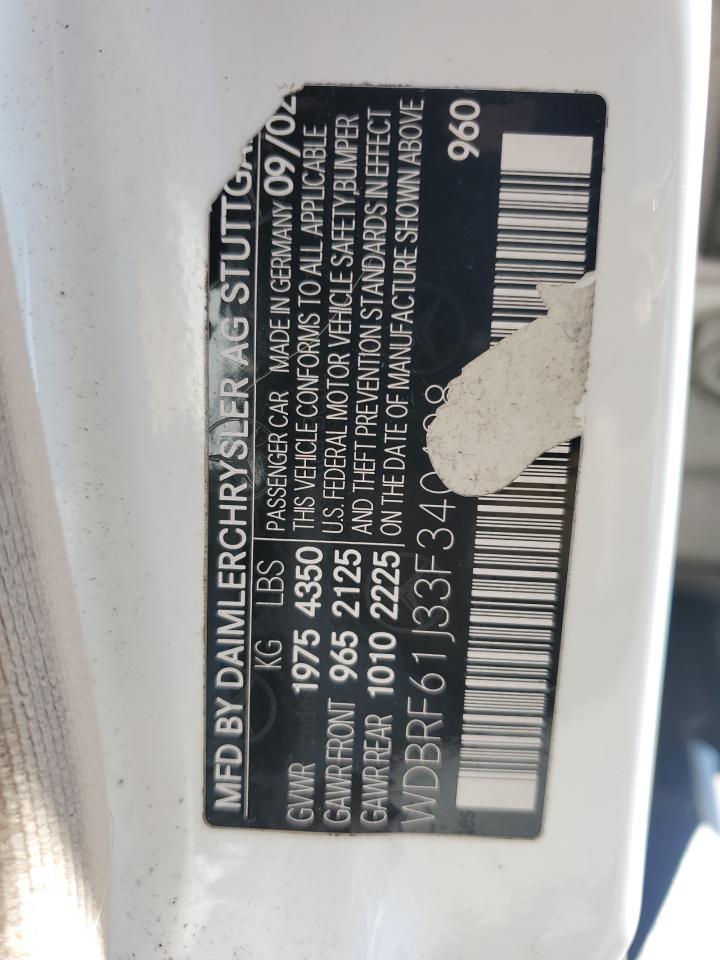 MFD BY DAIMLERCHRYSLER AG STUTTGA
KG LBS PASSENGER CAR MADE IN GERMANY 09/02
GVWR 1975 4350 THIS VEHICLE CONFORMS TO ALL APPLICABLE
GAWR FRONT 965 2125 U.S. FEDERAL MOTOR VEHICLE SAFETY,BUMPER
GAWR REAR 1010 2225 AND THEFT PREVENTION STANDARDS IN EFFECT
ON THE DATE OF MANUFACTURE SHOWN ABOVE
960